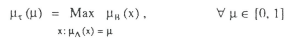 μτ (μ) = Max μB (x) , ∀ μ ∈ [0, 1]
x: μA (x) = μ